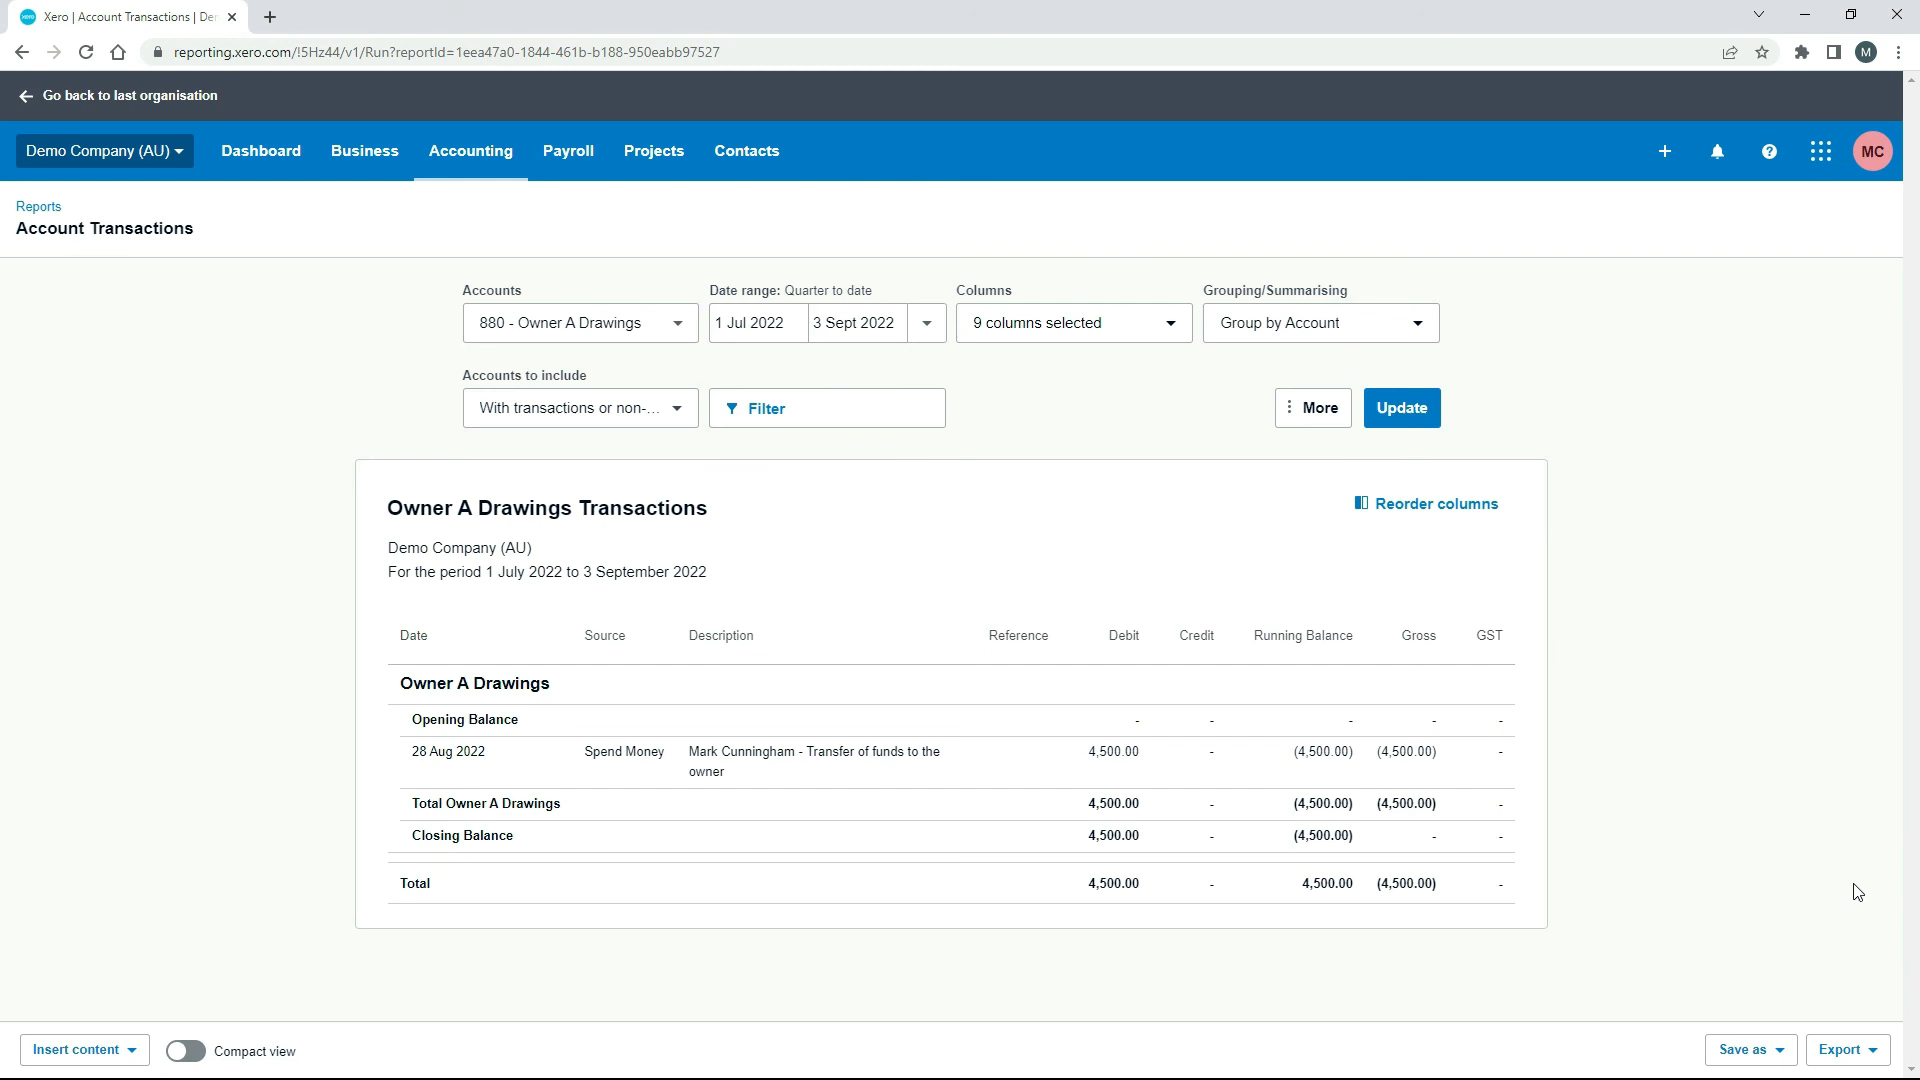 Xero | Account Transactions | De
reporting.xero.com/!5Hz44/v1/Run?reportId=1eea47a0-1844-461b-b188-950eabb97527
M
Go back to last organisation
Demo Company (AU) Dashboard Business Accounting Payroll Projects Contacts MC
Reports
Account Transactions
Accounts Date range: Quarter to date Columns Grouping/Summarising
880 - Owner A Drawings 1 Jul 2022 3 Sept 2022 9 columns selected Group by Account
Accounts to include
With transactions or non-... Filter More Update
Owner A Drawings Transactions Reorder columns
Demo Company (AU)
For the period 1 July 2022 to 3 September 2022
Date Source Description Reference Debit Credit Running Balance Gross GST
Owner A Drawings
Opening Balance - - - - -
28 Aug 2022 Spend Money Mark Cunningham - Transfer of funds to the 4,500.00 - (4,500.00) (4,500.00) -
owner
Total Owner A Drawings 4,500.00 - (4,500.00) (4,500.00) -
Closing Balance 4,500.00 - (4,500.00) - -
Total 4,500.00 - 4,500.00 (4,500.00) -
Insert content Compact view Save as Export